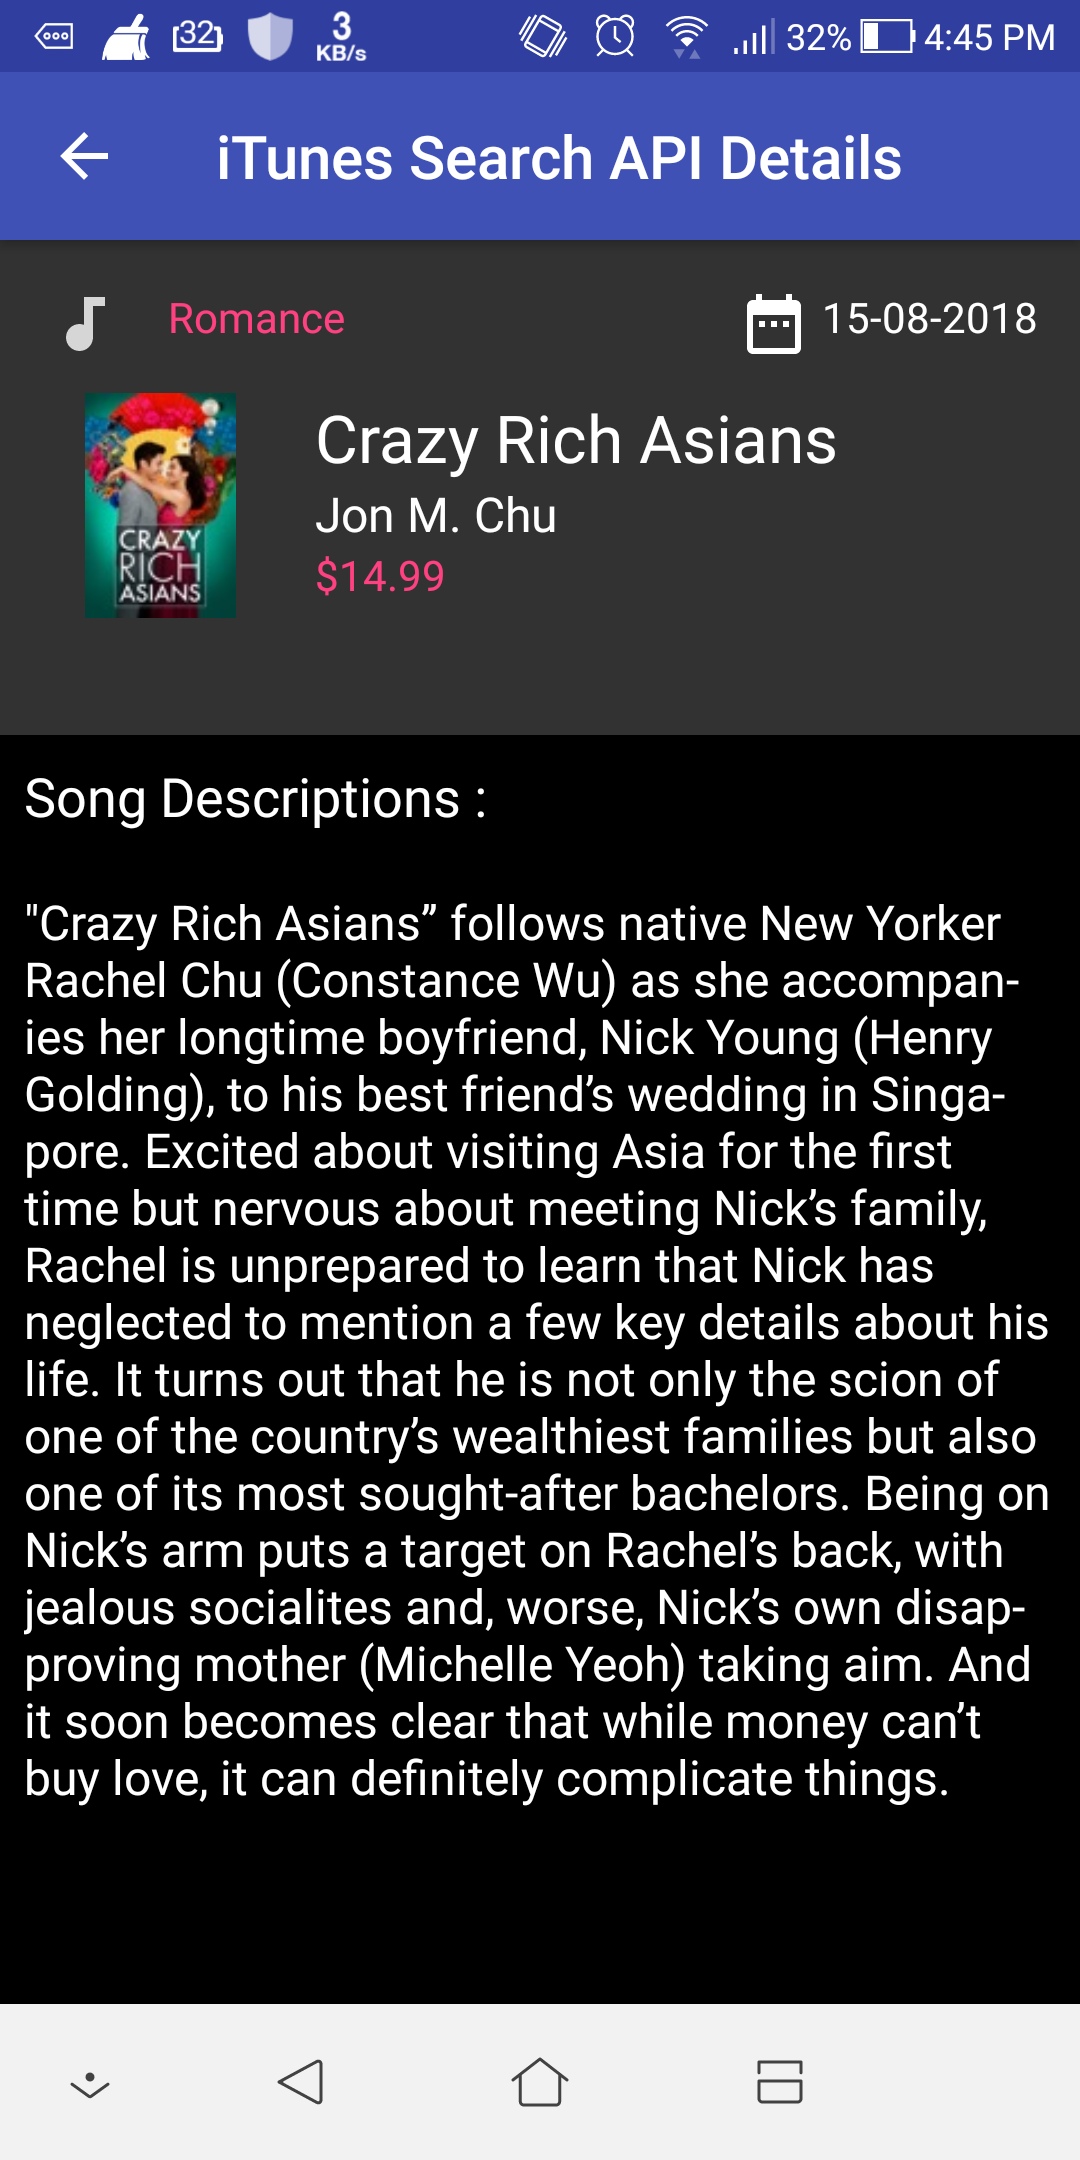 32
3
KB/s
32%
4:45 PM
iTunes Search API Details
Romance
15-08-2018
CRAZY
RICH
ASIANS
Crazy Rich Asians
Jon M. Chu
$14.99
Song Descriptions :
"Crazy Rich Asians” follows native New Yorker
Rachel Chu (Constance Wu) as she accompan-
ies her longtime boyfriend, Nick Young (Henry
Golding), to his best friend’s wedding in Singa-
pore. Excited about visiting Asia for the first
time but nervous about meeting Nick’s family,
Rachel is unprepared to learn that Nick has
neglected to mention a few key details about his
life. It turns out that he is not only the scion of
one of the country’s wealthiest families but also
one of its most sought-after bachelors. Being on
Nick’s arm puts a target on Rachel’s back, with
jealous socialites and, worse, Nick’s own disap-
proving mother (Michelle Yeoh) taking aim. And
it soon becomes clear that while money can’t
buy love, it can definitely complicate things.